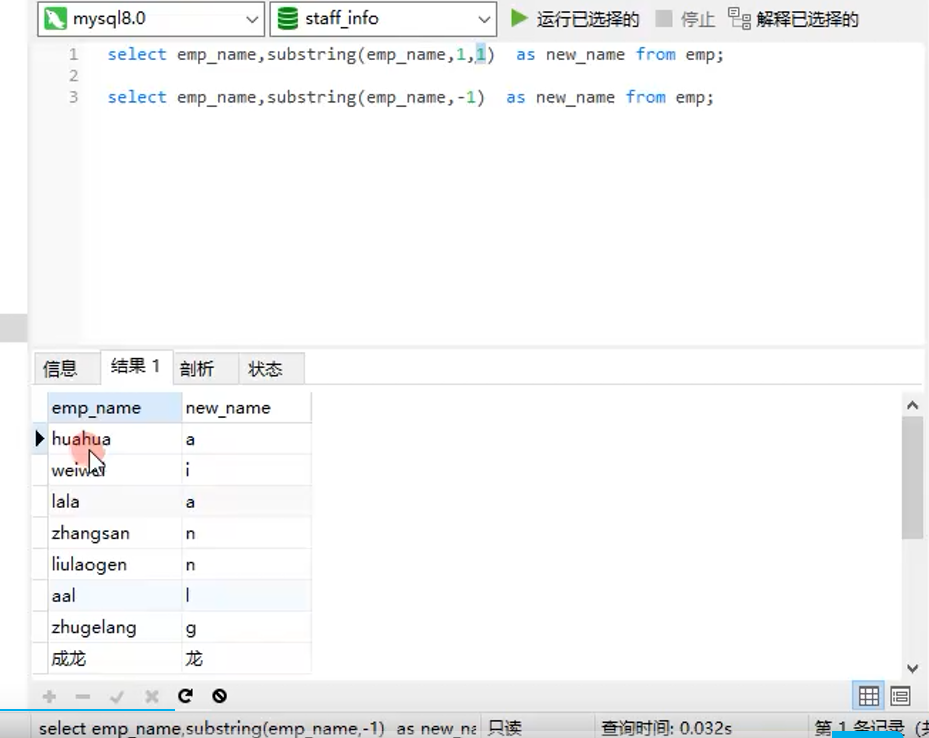 mysql8.0 staff_info 运行已选择的 停止 解释已选择的
1 select emp_name,substring(emp_name,1,1) as new_name from emp;
2
3 select emp_name,substring(emp_name,-1) as new_name from emp;
信息 结果 1 剖析 状态
emp_name new_name
huahua a
weiwei i
lala a
zhangsan n
liulaogen n
aal l
zhugelang g
成龙 龙
select emp_name,substring(emp_name,-1) as new_na 只读 查询时间: 0.032s 第 1 条记录